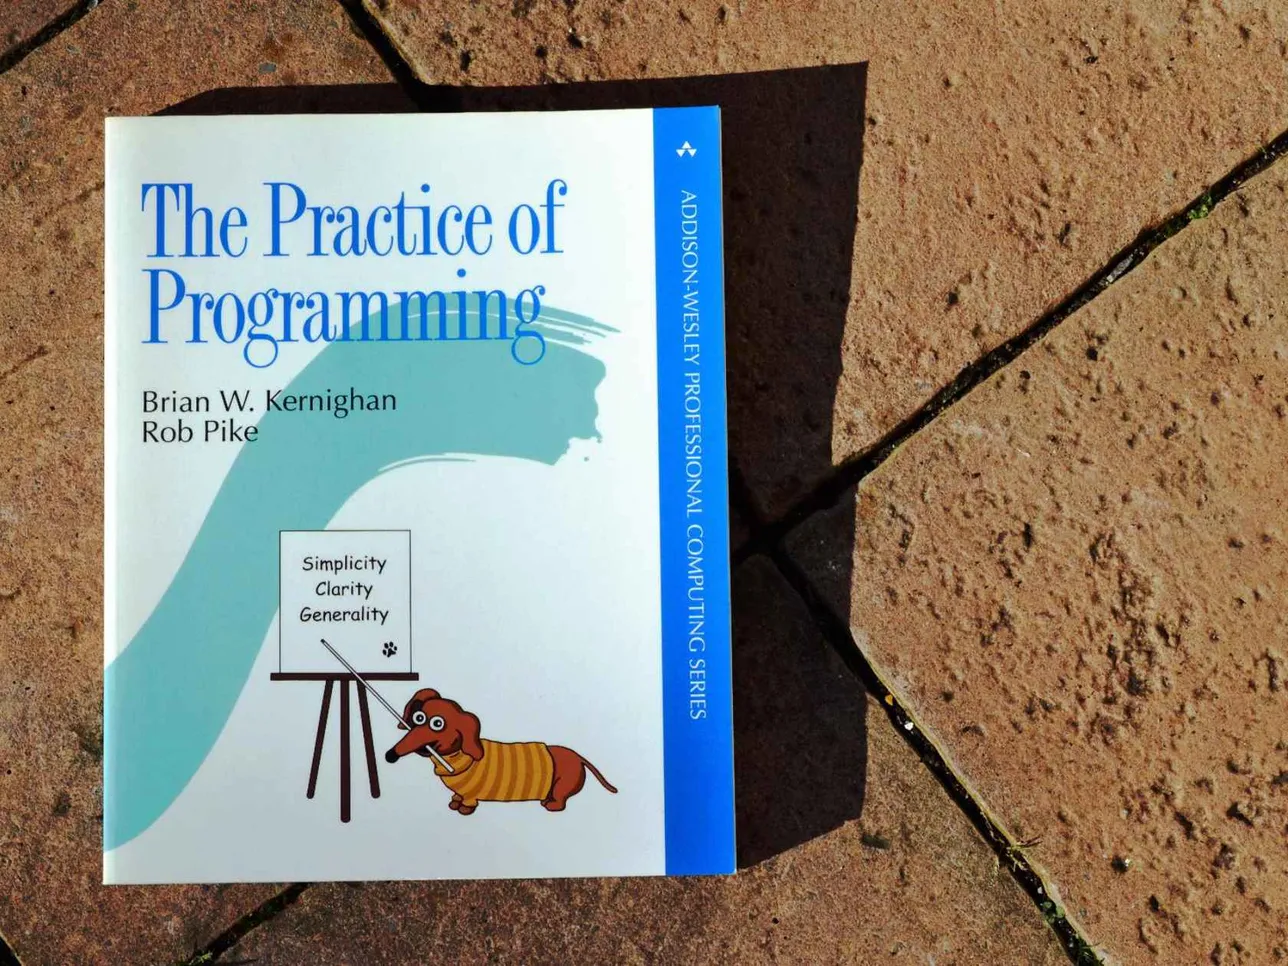 The Practice of
Programming
Brian W. Kernighan
Rob Pike
Simplicity
Clarity
Generality
ADDISON-WESLEY PROFESSIONAL COMPUTING SERIES